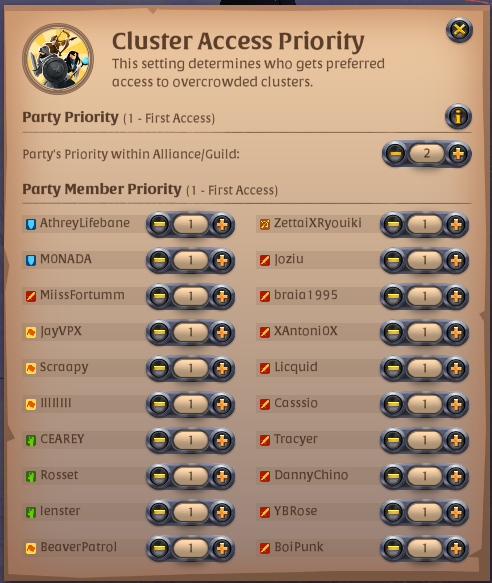 Cluster Access Priority
This setting determines who gets preferred
access to overcrowded clusters.
Party Priority (1 - First Access)
Party's Priority within Alliance/Guild: 2
Party Member Priority (1 - First Access)
AthreyLifebane 1 ZettaiXRyouiki 1
M0NADA 1 Joziu 1
MiissFortumm 1 braia1995 1
JayVPX 1 XAntoni0X 1
Scraapy 1 Licquid 1
1 Casssio 1
CEAREY 1 Tracyer 1
Rosset 1 DannyChino 1
1 YBRose 1
BeaverPatrol 1 BoiPunk 1